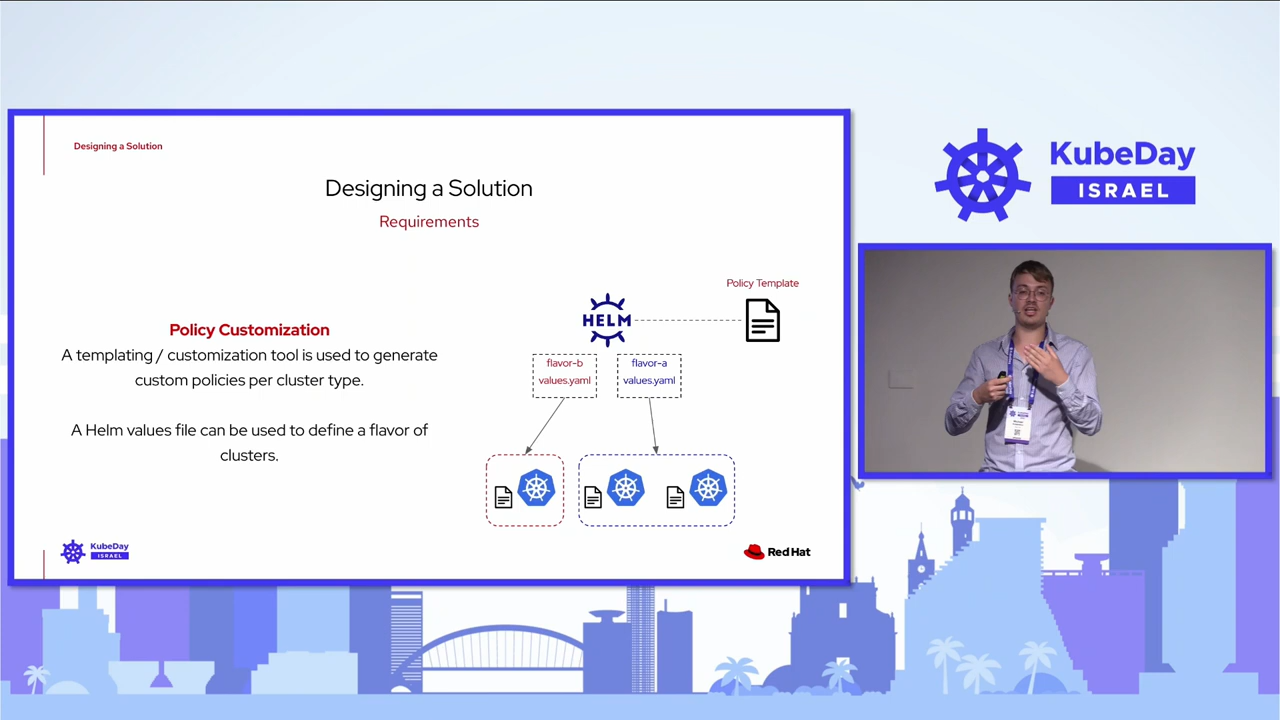 Designing a Solution
Designing a Solution
Requirements
Policy Customization
A templating / customization tool is used to generate
custom policies per cluster type.
A Helm values file can be used to define a flavor of
clusters.
Policy Template
HELM
flavor-b
values.yaml
flavor-a
values.yaml
KubeDay
ISRAEL
Red Hat
KubeDay
ISRAEL